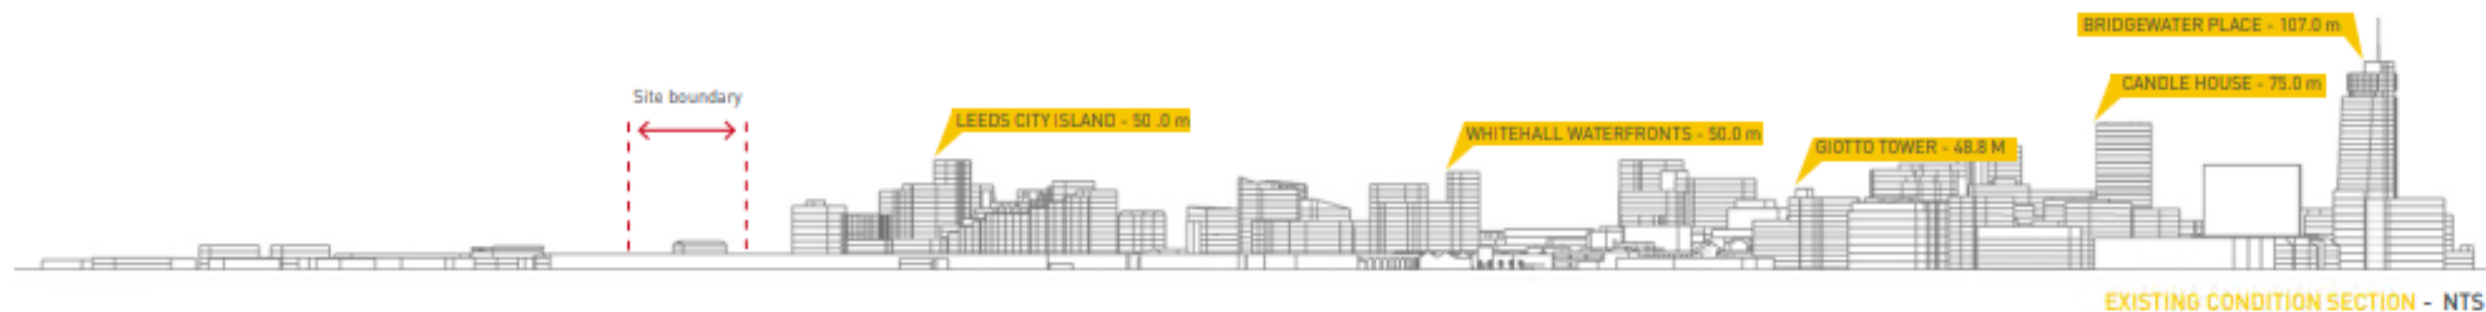 BRIDGEWATER PLACE - 107.0 m
CANDLE HOUSE - 75.0 m
Site boundary
LEEDS CITY ISLAND - 50 .0 m
WHITEHALL WATERFRONTS - 50.0 m
GIOTTO TOWER - 48.8 M
EXISTING CONDITION SECTION - NTS